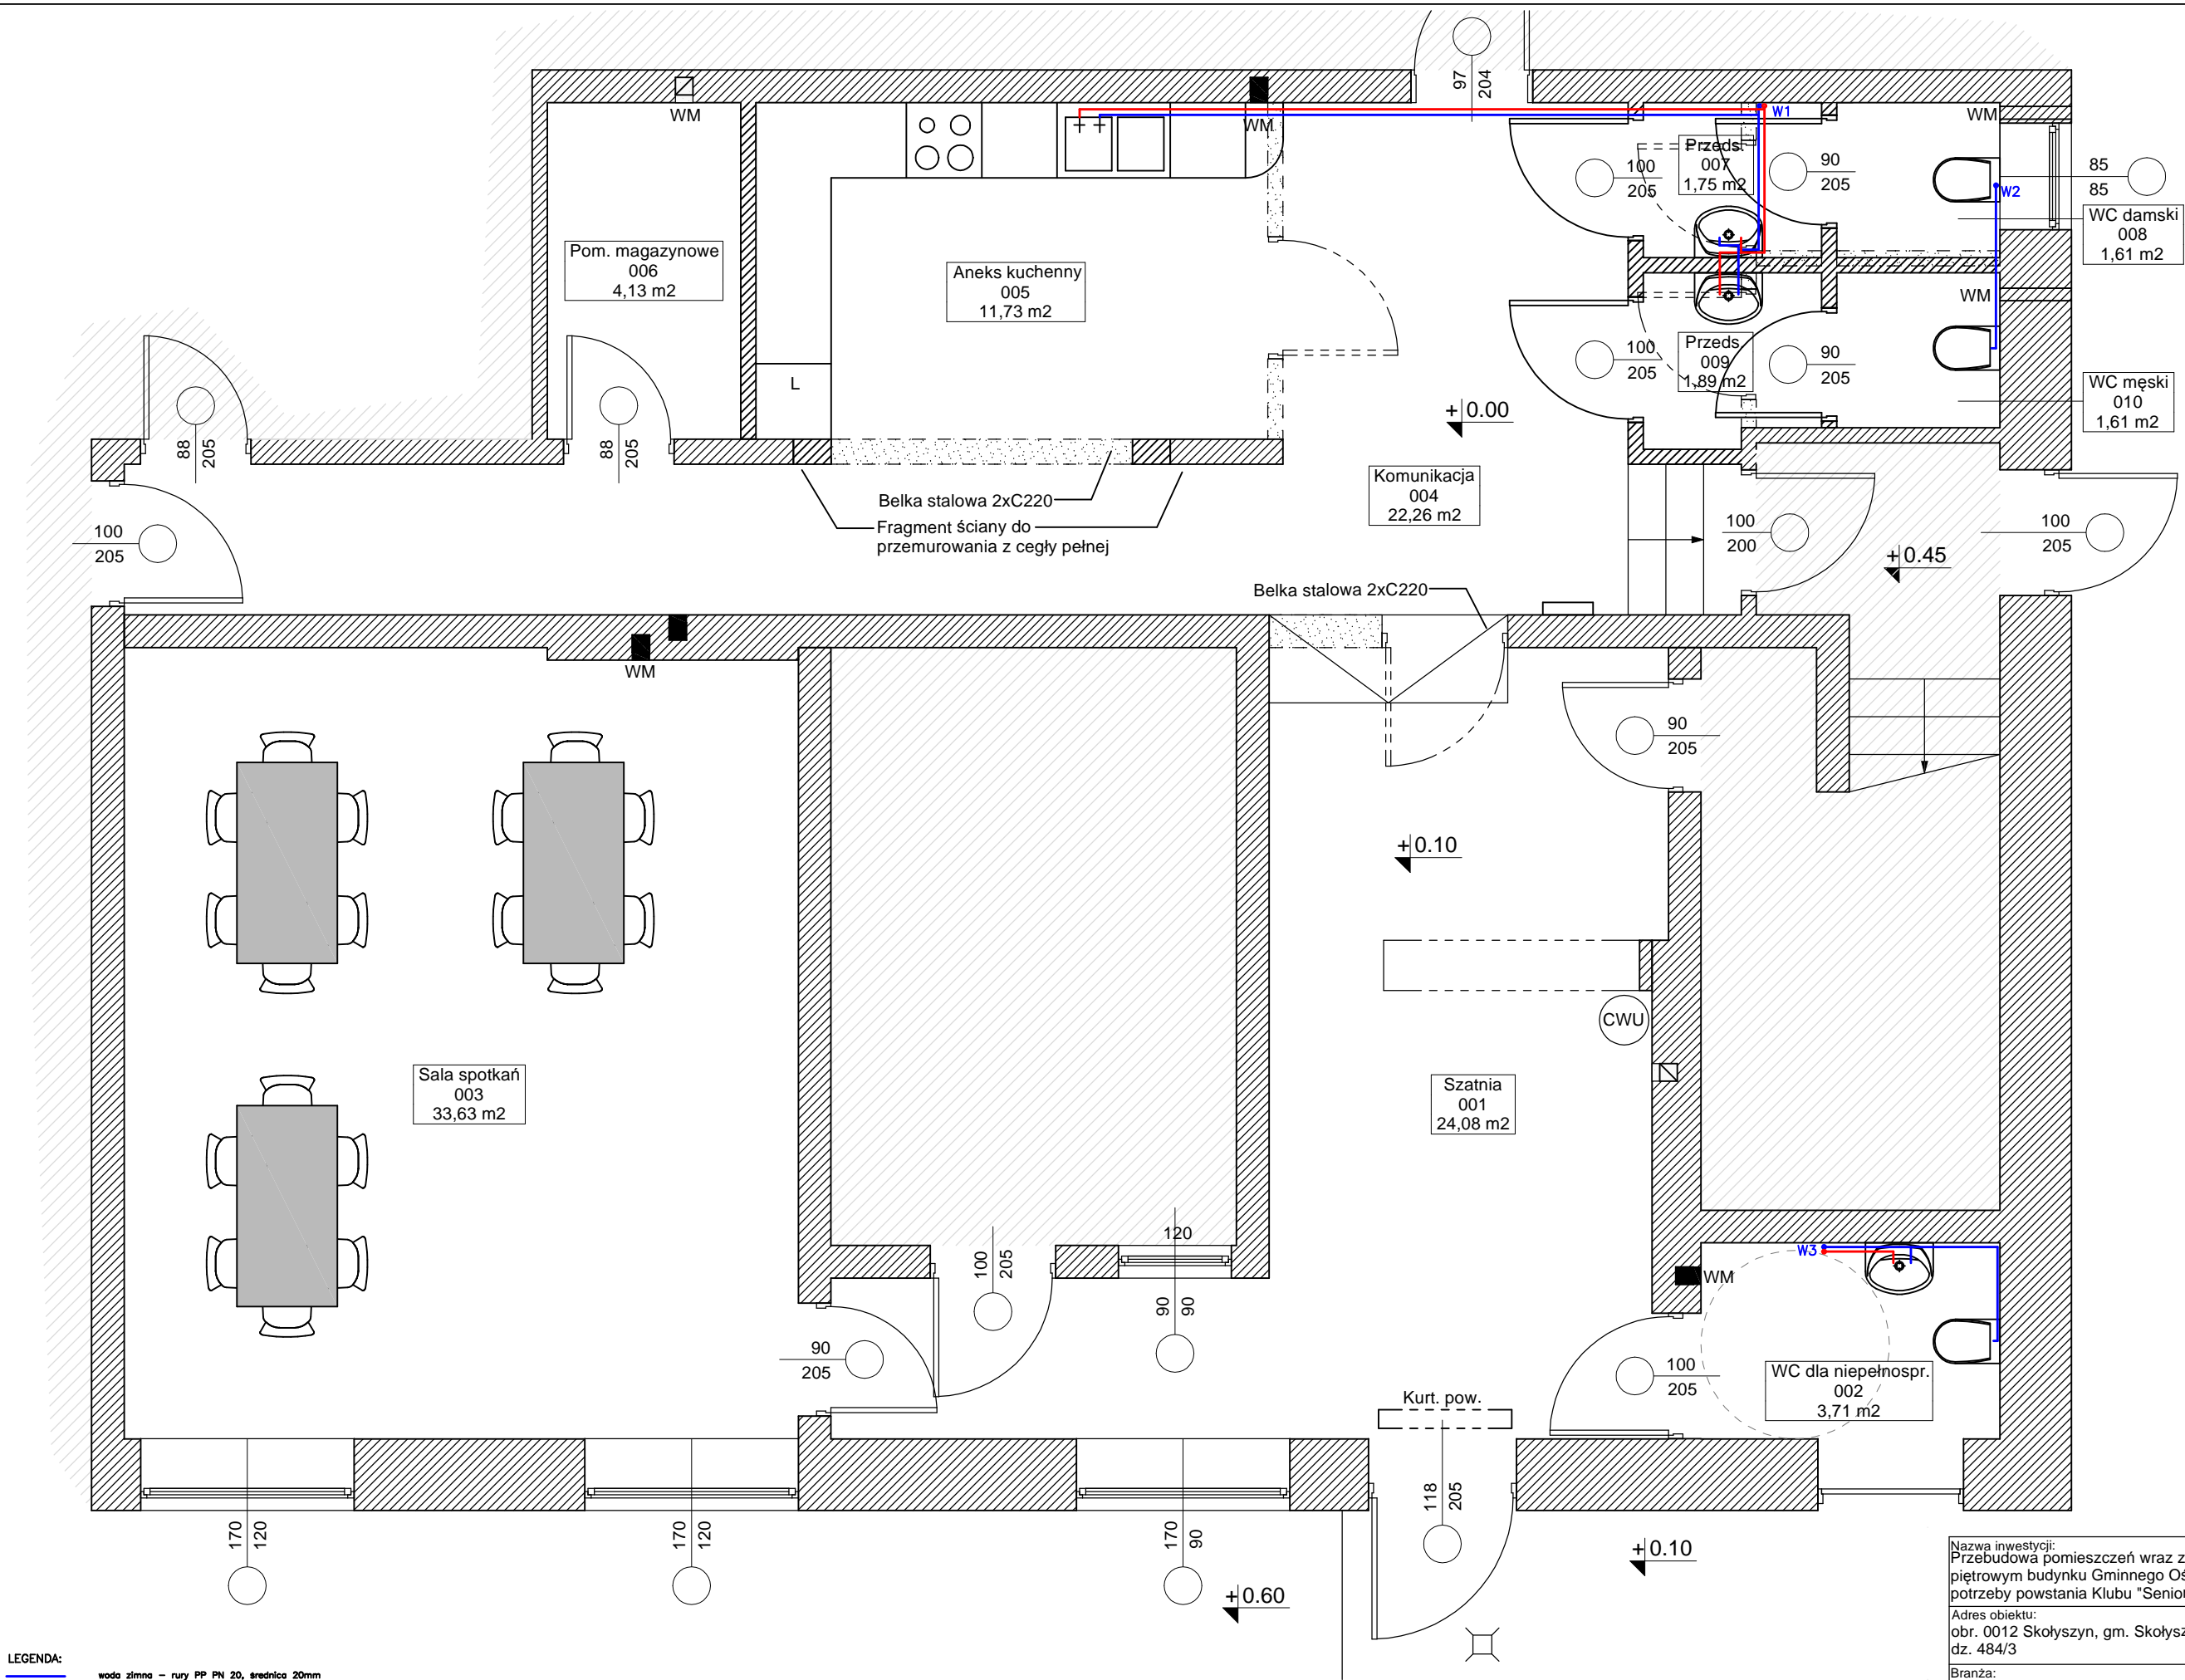 97
204
WM
WM
W1
WM
Przeds.
007
1,75 m2
100
205
90
205
85
85
W2
WC damski
008
1,61 m2
Pom. magazynowe
006
4,13 m2
Aneks kuchenny
005
11,73 m2
WM
100
205
Przeds.
009
1,89 m2
90
205
WC męski
010
1,61 m2
L
+0.00
88
205
88
205
Komunikacja
004
22,26 m2
Belka stalowa 2xC220
Fragment ściany do
przemurowania z cegły pełnej
100
205
100
200
100
205
+0.45
Belka stalowa 2xC220
WM
90
205
+0.10
CWU
Sala spotkań
003
33,63 m2
Szatnia
001
24,08 m2
120
100
205
90
90
W3
WM
90
205
100
205
WC dla niepełnospr.
002
3,71 m2
Kurt. pow.
118
205
170
120
170
120
170
90
+0.10
+0.60
Nazwa inwestycji:
Przebudowa pomieszczeń wraz z
piętrowym budynku Gminnego Oś
potrzeby powstania Klubu "Senior
Adres obiektu:
obr. 0012 Skołyszyn, gm. Skołysz
dz. 484/3
Branża:
LEGENDA:
woda zimna – rury PP PN 20, średnica 20mm